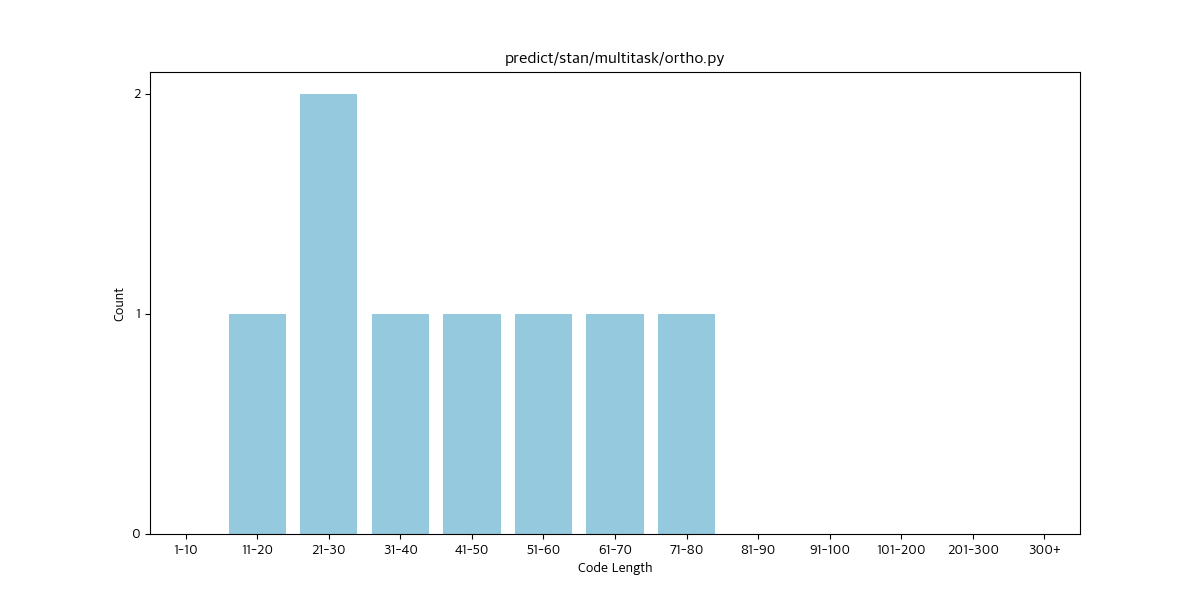 predict/stan/multitask/ortho.py
2
1
0
Count
1-10 11-20 21-30 31-40 41-50 51-60 61-70 71-80 81-90 91-100 101-200 201-300 300+
Code Length